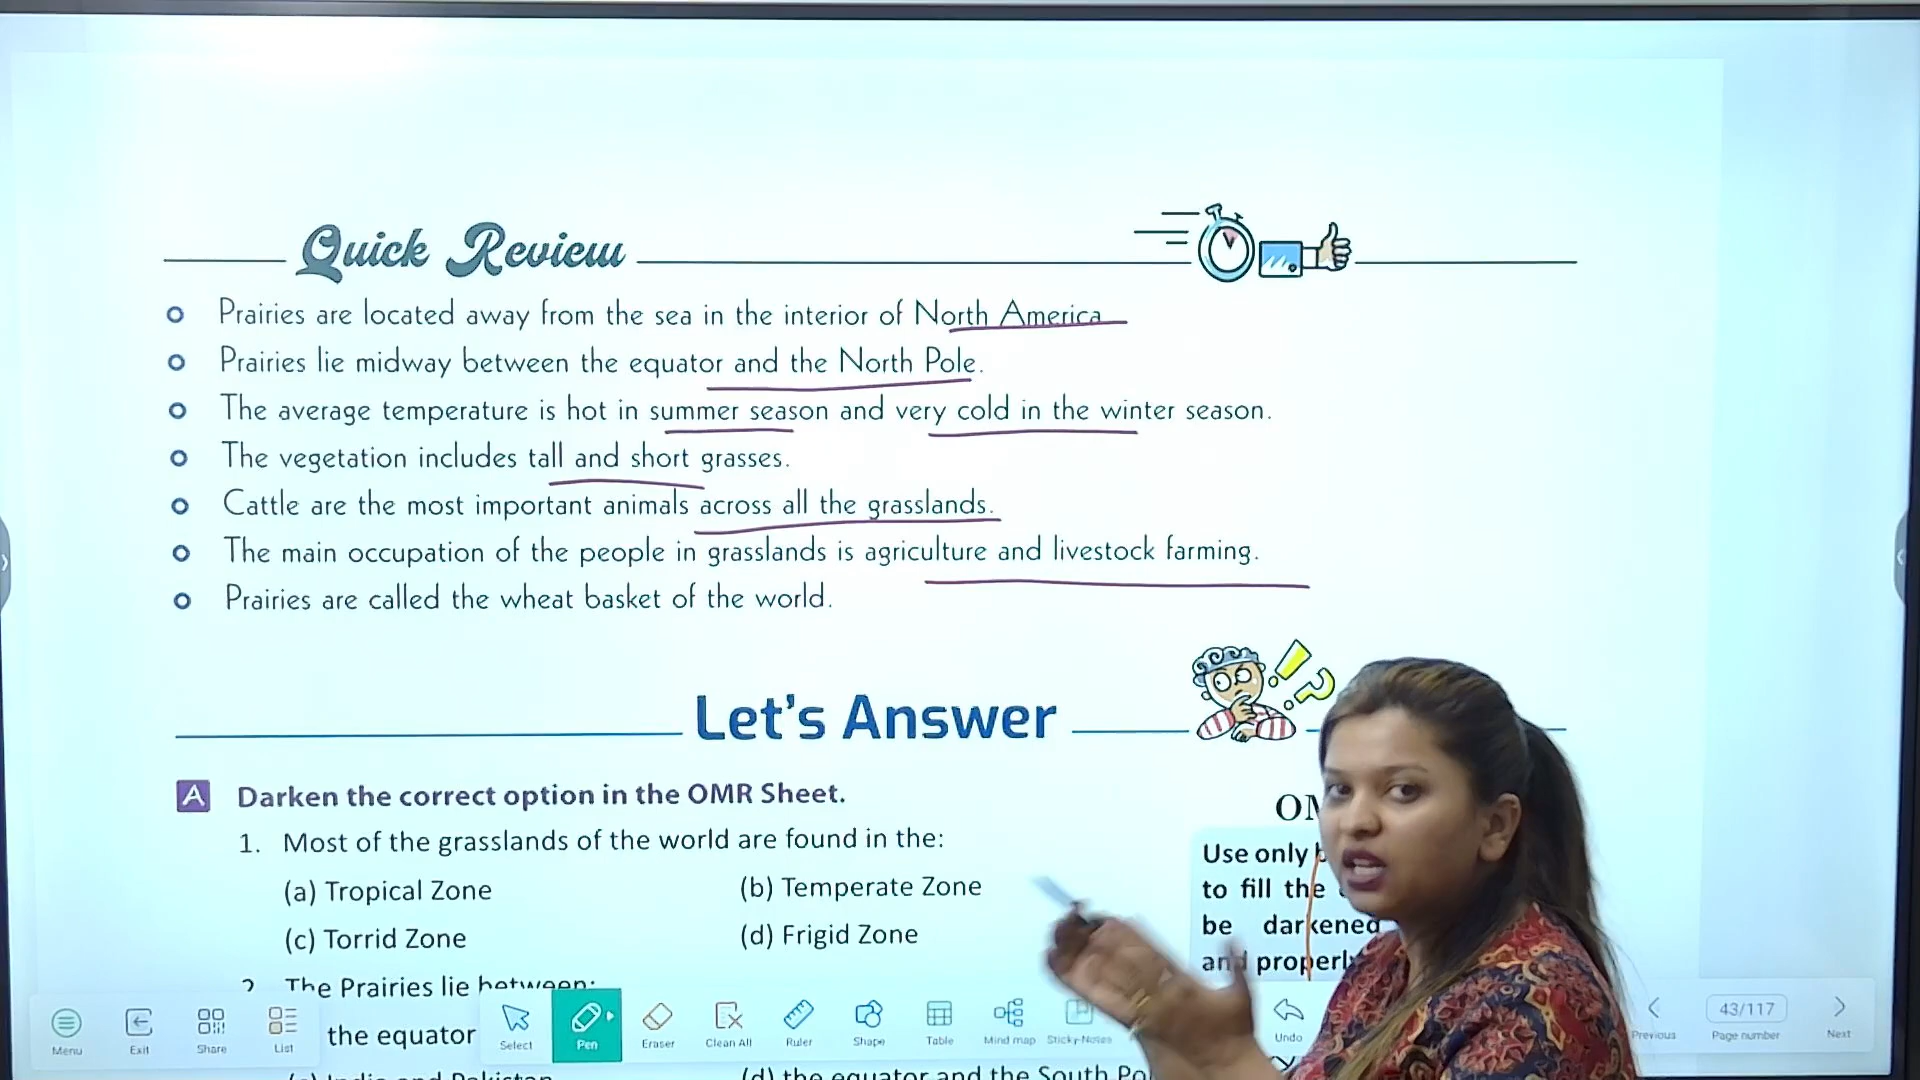 Quick Review
Prairies are located away from the sea in the interior of North America
Prairies lie midway between the equator and the North Pole.
The average temperature is hot in summer season and very cold in the winter season.
The vegetation includes tall and short grasses.
Cattle are the most important animals across all the grasslands.
The main occupation of the people in grasslands is agriculture and livestock farming.
Prairies are called the wheat basket of the world.
Let's Answer
A Darken the correct option in the OMR Sheet.
1. Most of the grasslands of the world are found in the:
(a) Tropical Zone (b) Temperate Zone
(c) Torrid Zone (d) Frigid Zone
Use only
to fill the
be darkened
and properly
The Prairies lie between:
the equator
(d) the equator and the South
Menu Exit Share List Select Pen Eraser Clean All Ruler Shape Table Mind map Sticky-Notes Undo Previous 43/117 Page number Next